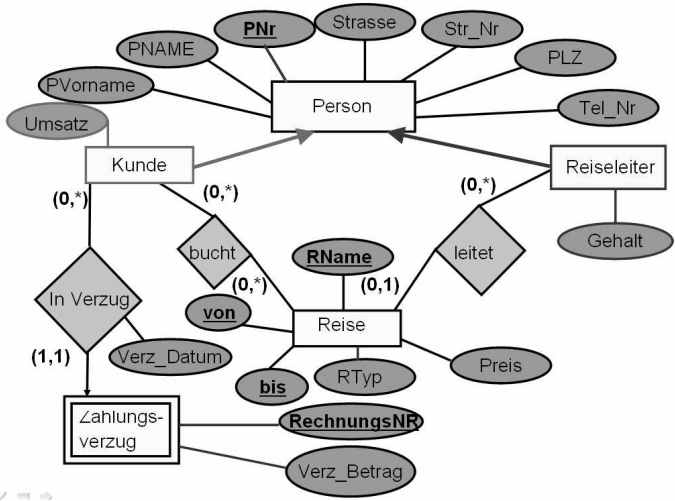 PNr
Strasse
Str_Nr
PNAME
PLZ
PVorname
Person
Tel_Nr
Umsatz
Kunde
Reiseleiter
(0,*)
(0,*)
(0,*)
bucht
leitet
Gehalt
RName
(0,*)
(0,1)
In Verzug
von
Reise
(1,1)
Verz_Datum
Preis
bis
RTyp
Zahlungs-
verzug
RechnungsNR
Verz_Betrag